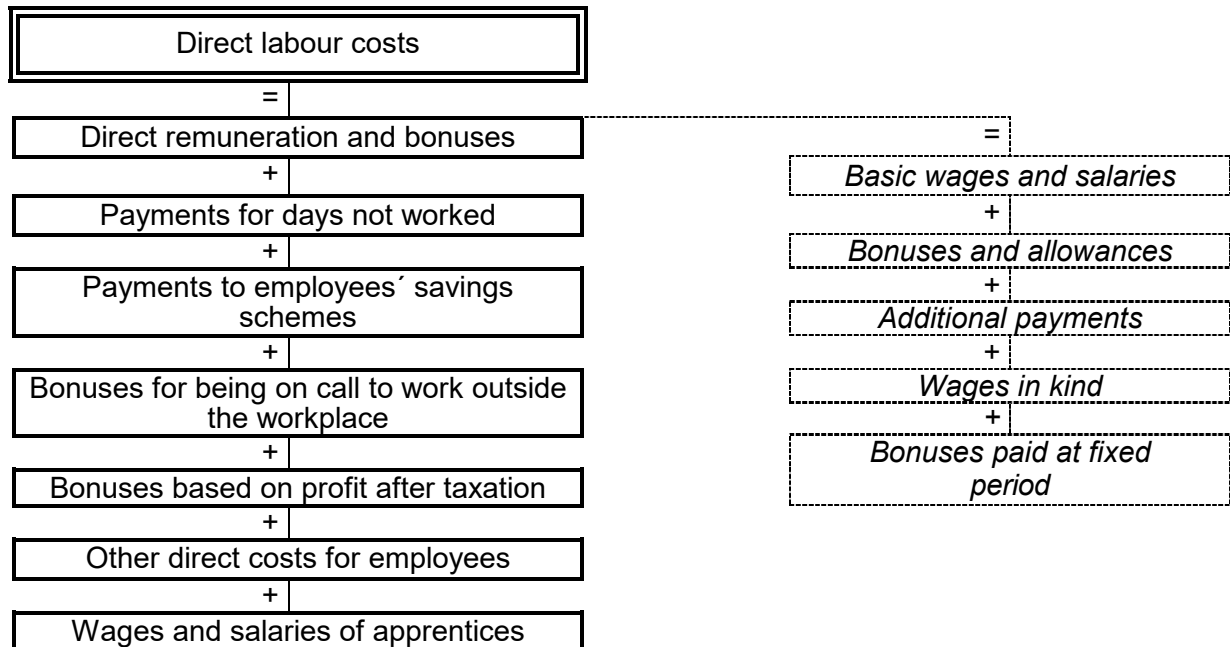 Direct labour costs
=
Direct remuneration and bonuses
+
Payments for days not worked
+
Payments to employees´ savings
schemes
+
Bonuses for being on call to work outside
the workplace
+
Bonuses based on profit after taxation
+
Other direct costs for employees
+
Wages and salaries of apprentices
=
Basic wages and salaries
+
Bonuses and allowances
+
Additional payments
+
Wages in kind
+
Bonuses paid at fixed
period